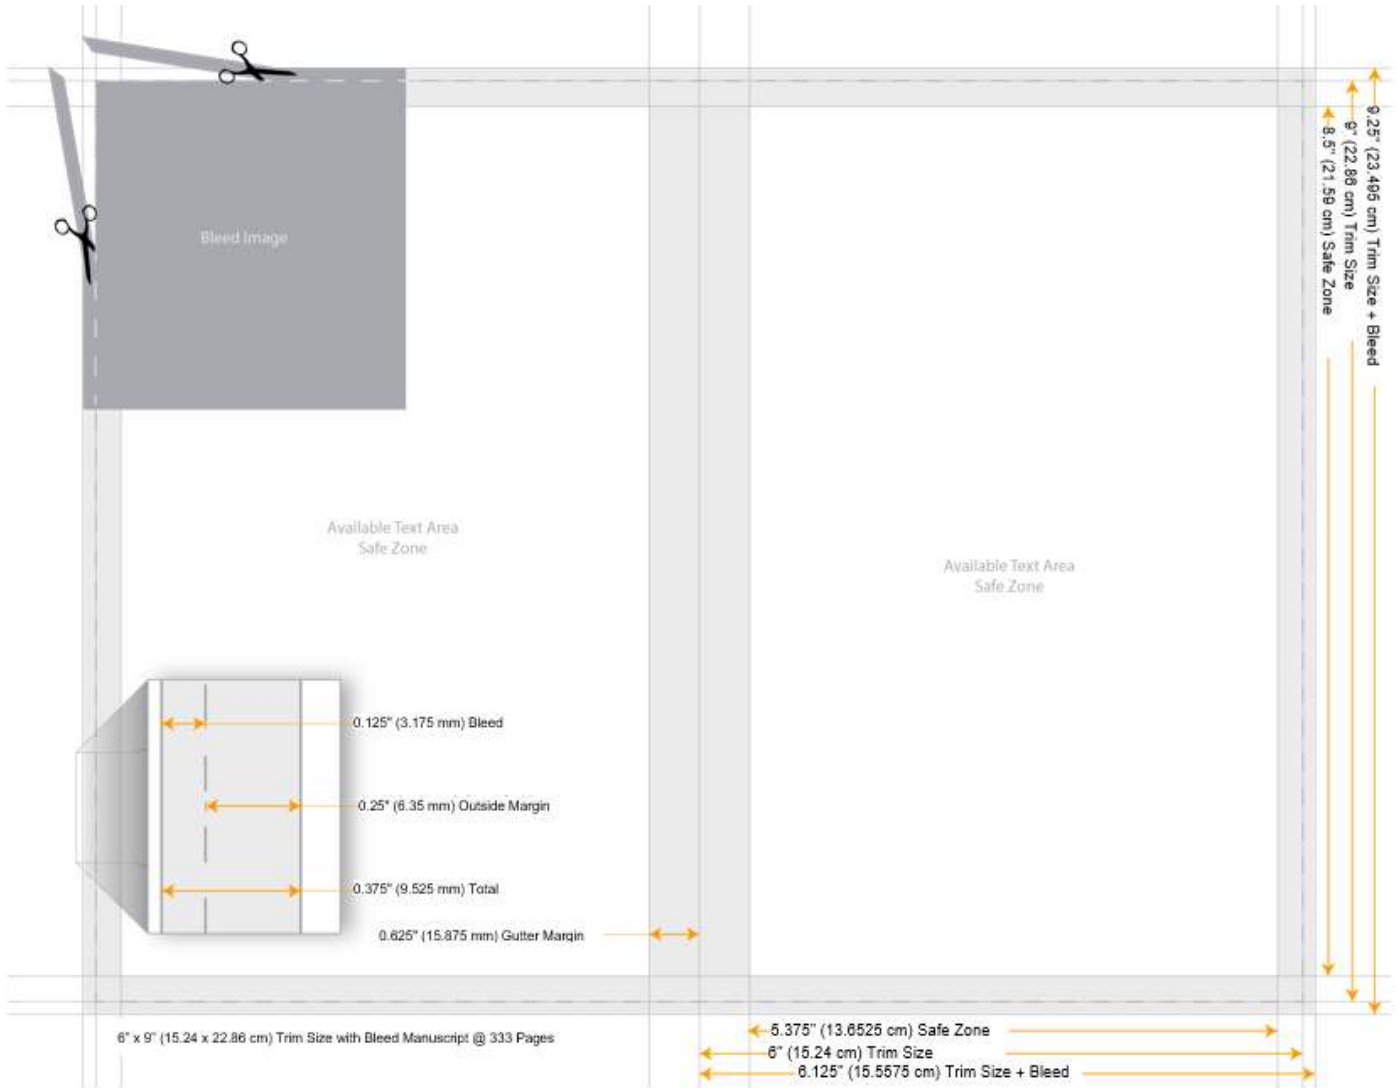 Bleed Image
Available Text Area
Safe Zone
Available Text Area
Safe Zone
0.125" (3.175 mm) Bleed
0.25" (6.35 mm) Outside Margin
0.375" (9.525 mm) Total
0.625" (15.875 mm) Gutter Margin
6" x 9" (15.24 x 22.86 cm) Trim Size with Bleed Manuscript @ 333 Pages
5.375" (13.6525 cm) Safe Zone
6" (15.24 cm) Trim Size
6.125" (15.5575 cm) Trim Size + Bleed
8.5" (21.59 cm) Safe Zone
9" (22.86 cm) Trim Size
9.25" (23.495 cm) Trim Size + Bleed